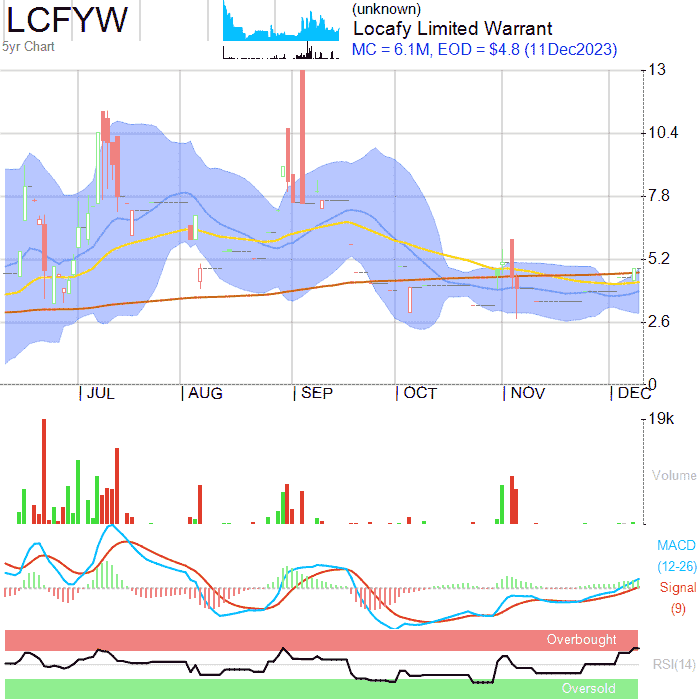 LCFYW
5yr Chart
(unknown)
Locafy Limited Warrant
MC = 6.1M, EOD = $4.8 (11Dec2023)
13
10.4
7.8
5.2
2.6
0
JUL
AUG
SEP
OCT
NOV
DEC
19k
Volume
MACD
(12-26)
Signal
(9)
Overbought
RSI(14)
Oversold